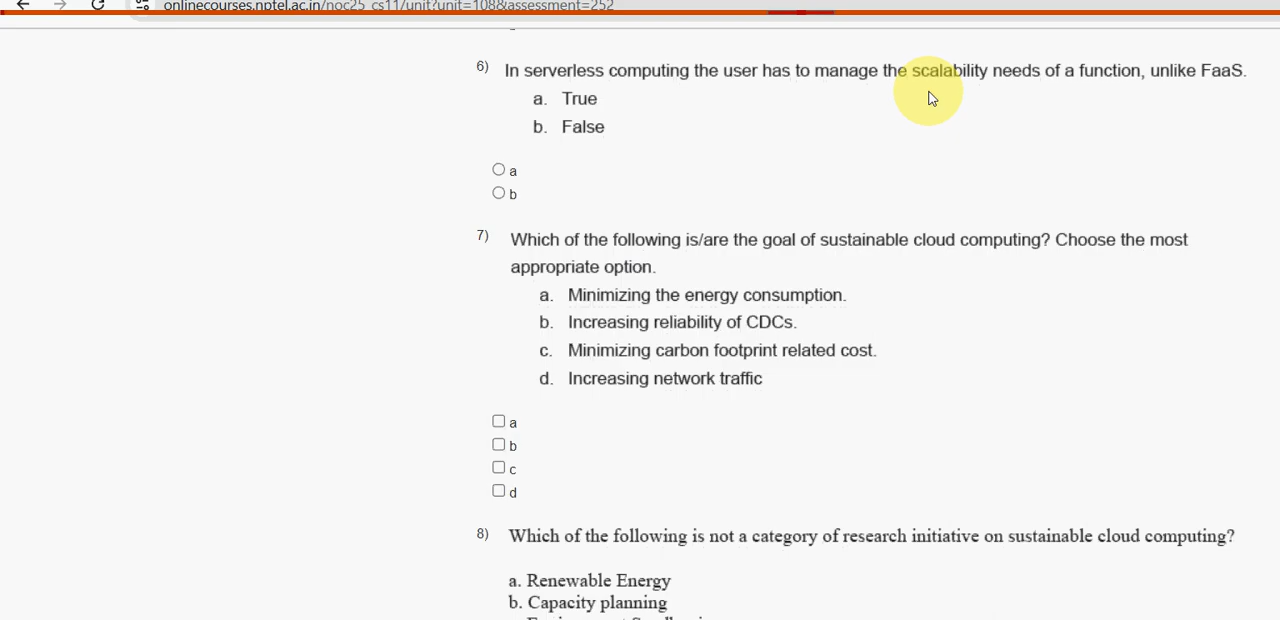 onlinecourses.nptel.ac.in/noc25_cs11/unit?unit=108&assessment=252
6) In serverless computing the user has to manage the scalability needs of a function, unlike FaaS.
a. True
b. False
a
b
7) Which of the following is/are the goal of sustainable cloud computing? Choose the most
appropriate option.
a. Minimizing the energy consumption.
b. Increasing reliability of CDCs.
c. Minimizing carbon footprint related cost.
d. Increasing network traffic
a
b
c
d
8) Which of the following is not a category of research initiative on sustainable cloud computing?
a. Renewable Energy
b. Capacity planning